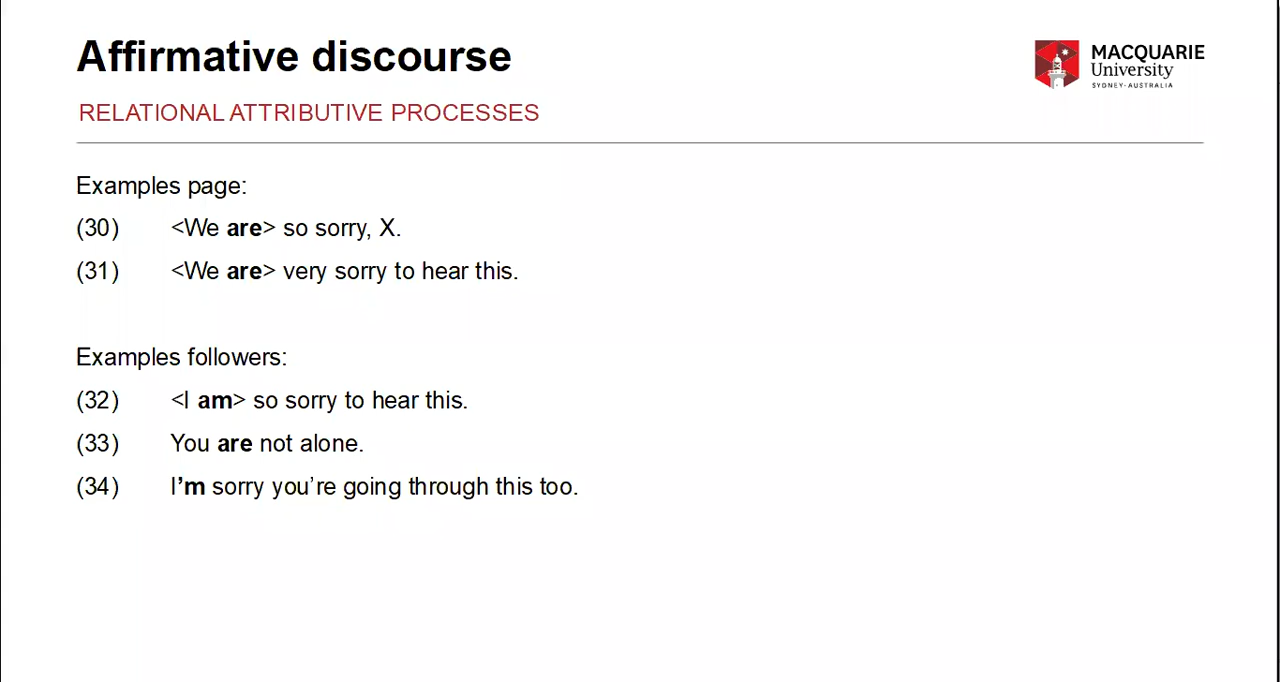 Affirmative discourse
MACQUARIE
University
SYDNEY·AUSTRALIA
RELATIONAL ATTRIBUTIVE PROCESSES
Examples page:
(30) <We are> so sorry, X.
(31) <We are> very sorry to hear this.
Examples followers:
(32) <I am> so sorry to hear this.
(33) You are not alone.
(34) I’m sorry you’re going through this too.